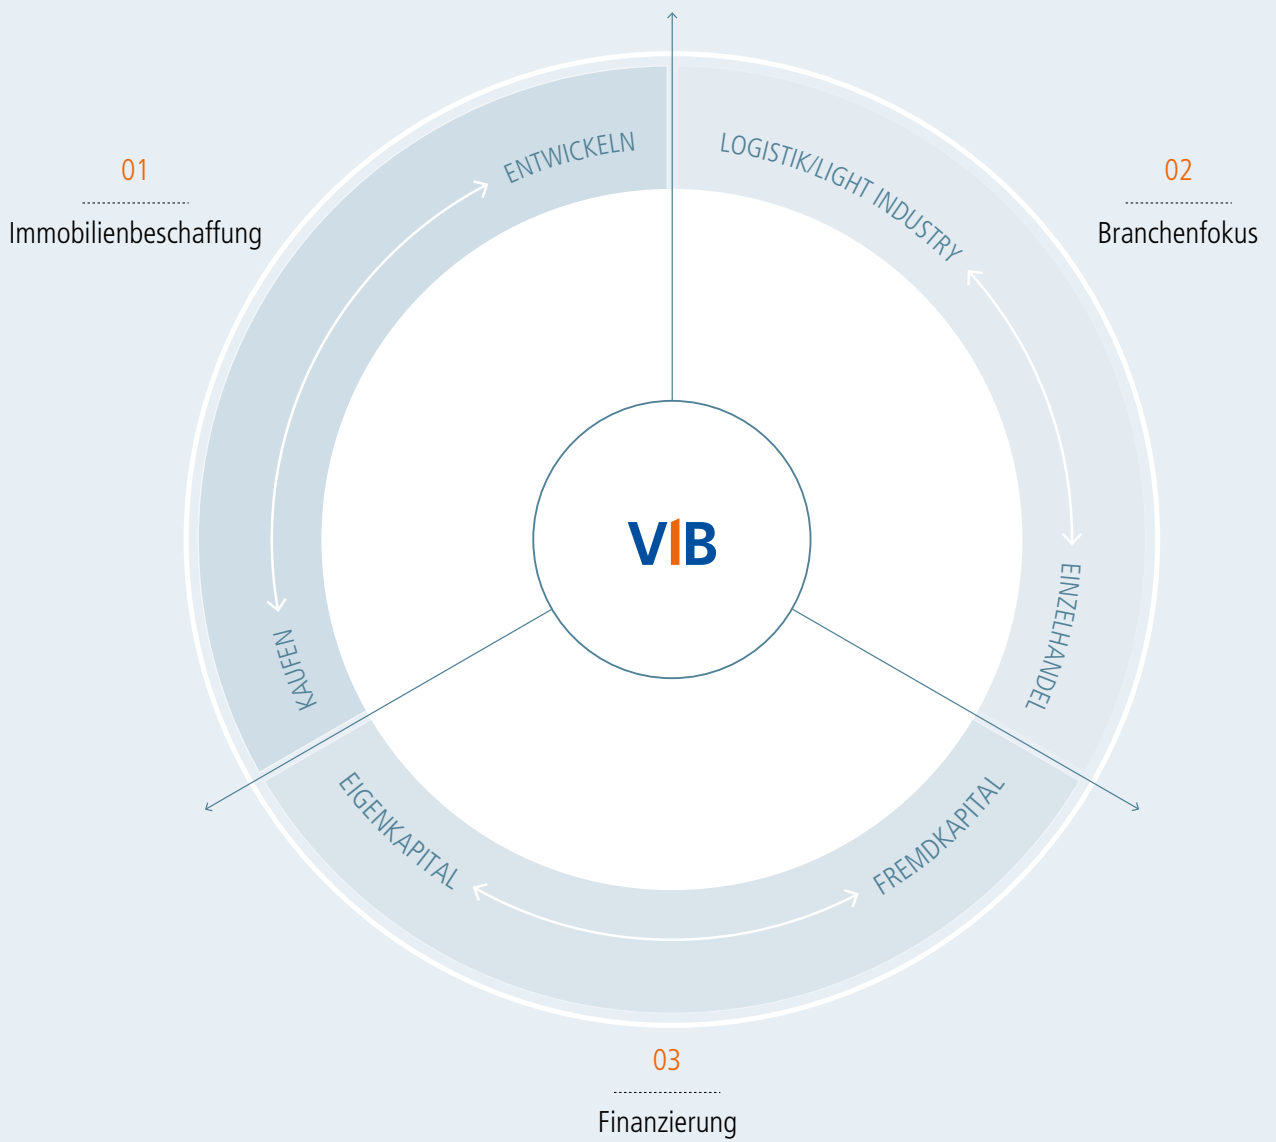 01
Immobilienbeschaffung
ENTWICKELN
KAUFEN
02
Branchenfokus
LOGISTIK/LIGHT INDUSTRY
EINZELHANDEL
VIB
EIGENKAPITAL
FREMDKAPITAL
03
Finanzierung